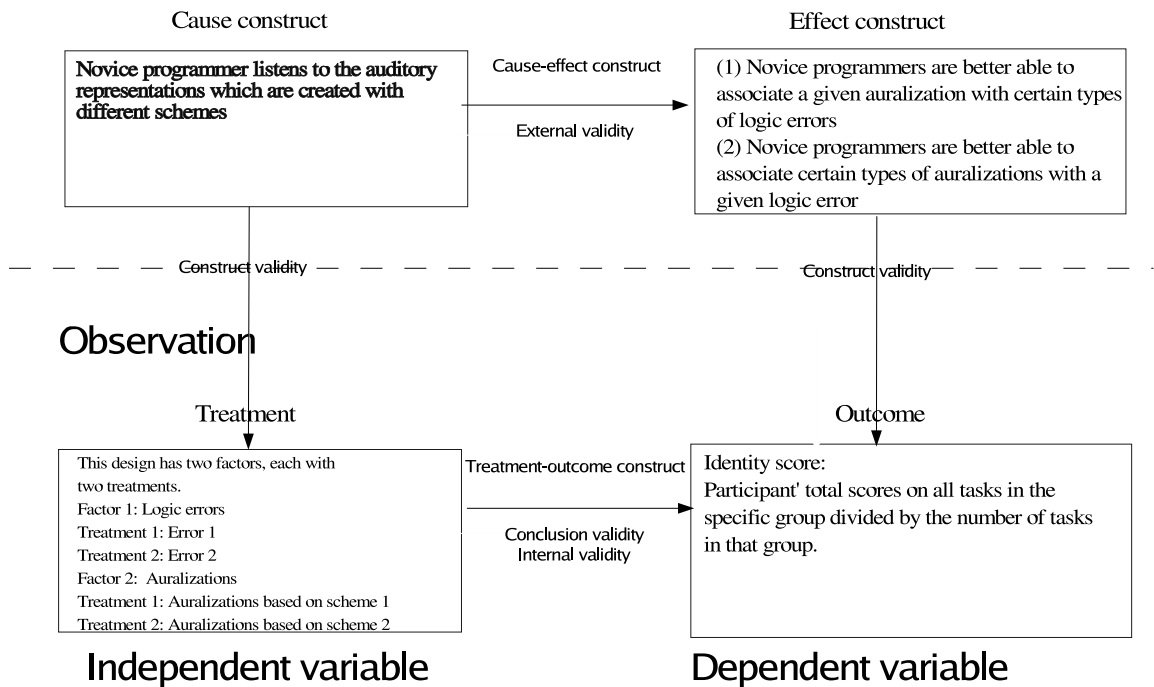 Cause construct
Effect construct
Novice programmer listens to the auditory
representations which are created with
different schemes
Cause-effect construct
External validity
(1) Novice programmers are better able to
associate a given auralization with certain types
of logic errors
(2) Novice programmers are better able to
associate certain types of auralizations with a
given logic error
Construct validity
Construct validity
Observation
Treatment
Outcome
This design has two factors, each with
two treatments.
Factor 1: Logic errors
Treatment 1: Error 1
Treatment 2: Error 2
Factor 2: Auralizations
Treatment 1: Auralizations based on scheme 1
Treatment 2: Auralizations based on scheme 2
Treatment-outcome construct
Conclusion validity
Internal validity
Identity score:
Participant' total scores on all tasks in the
specific group divided by the number of tasks
in that group.
Independent variable
Dependent variable